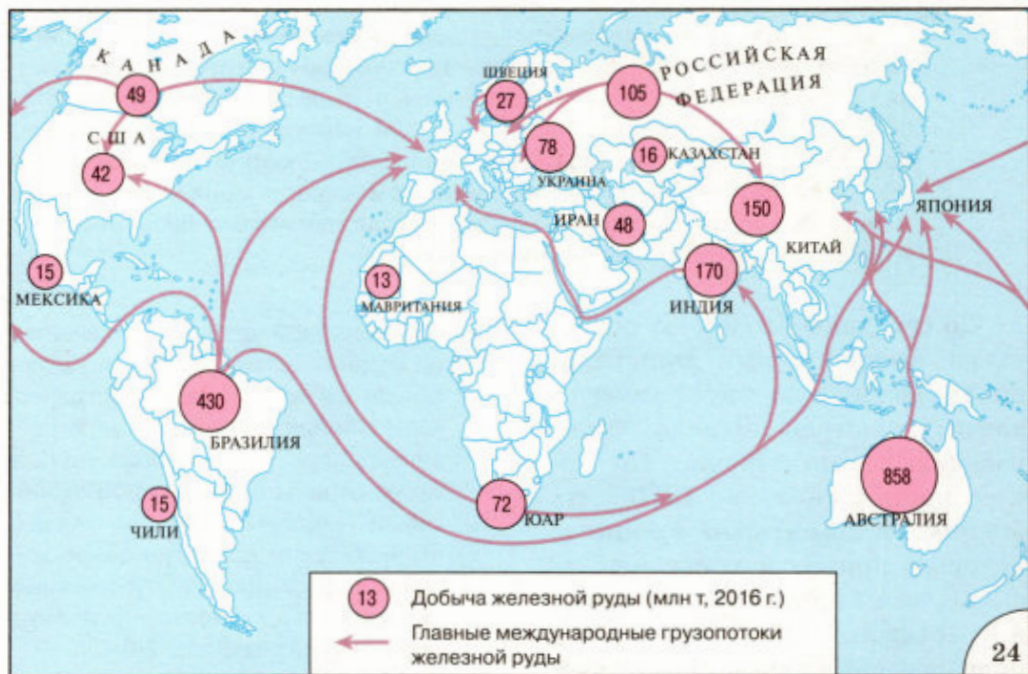 КАНАДА
49
США
42
15
МЕКСИКА
430
БРАЗИЛИЯ
15
ЧИЛИ
ШВЕЦИЯ
27
105
РОССИЙСКАЯ
ФЕДЕРАЦИЯ
78
УКРАИНА
16
КАЗАХСТАН
ИРАН
48
150
КИТАЙ
ЯПОНИЯ
170
ИНДИЯ
13
МАВРИТАНИЯ
72
ЮАР
858
АВСТРАЛИЯ
13
Добыча железной руды (млн т, 2016 г.)
Главные международные грузопотоки
железной руды
24